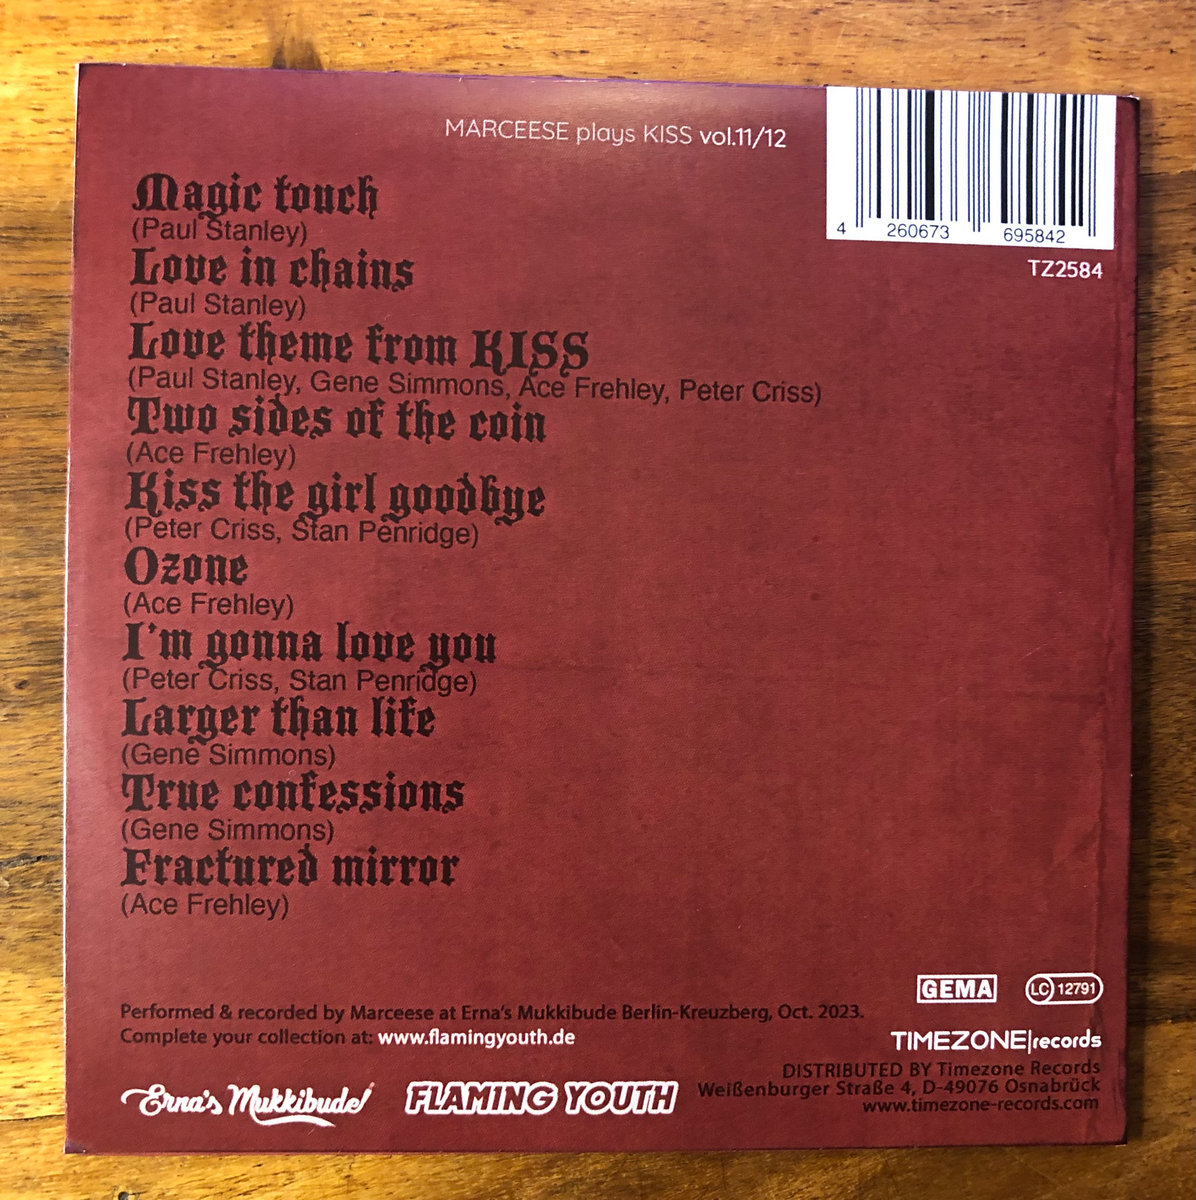 MARCEESE plays KISS vol.11/12
4 260673 695842
TZ2584
Magic touch
(Paul Stanley)
Love in chains
(Paul Stanley)
Love theme from KISS
(Paul Stanley, Gene Simmons, Ace Frehley, Peter Criss)
Two sides of the coin
(Ace Frehley)
Kiss the girl goodbye
(Peter Criss, Stan Penridge)
Ozone
(Ace Frehley)
I'm gonna love you
(Peter Criss, Stan Penridge)
Larger than life
(Gene Simmons)
True confessions
(Gene Simmons)
Fractured mirror
(Ace Frehley)
GEMA
LC 12791
Performed & recorded by Marceese at Erna's Mukkibude Berlin-Kreuzberg, Oct. 2023.
Complete your collection at: www.flamingyouth.de
TIMEZONE|records
DISTRIBUTED BY Timezone Records
Weißenburger Straße 4, D-49076 Osnabrück
www.timezone-records.com
Erna's Mukkibude
FLAMING YOUTH